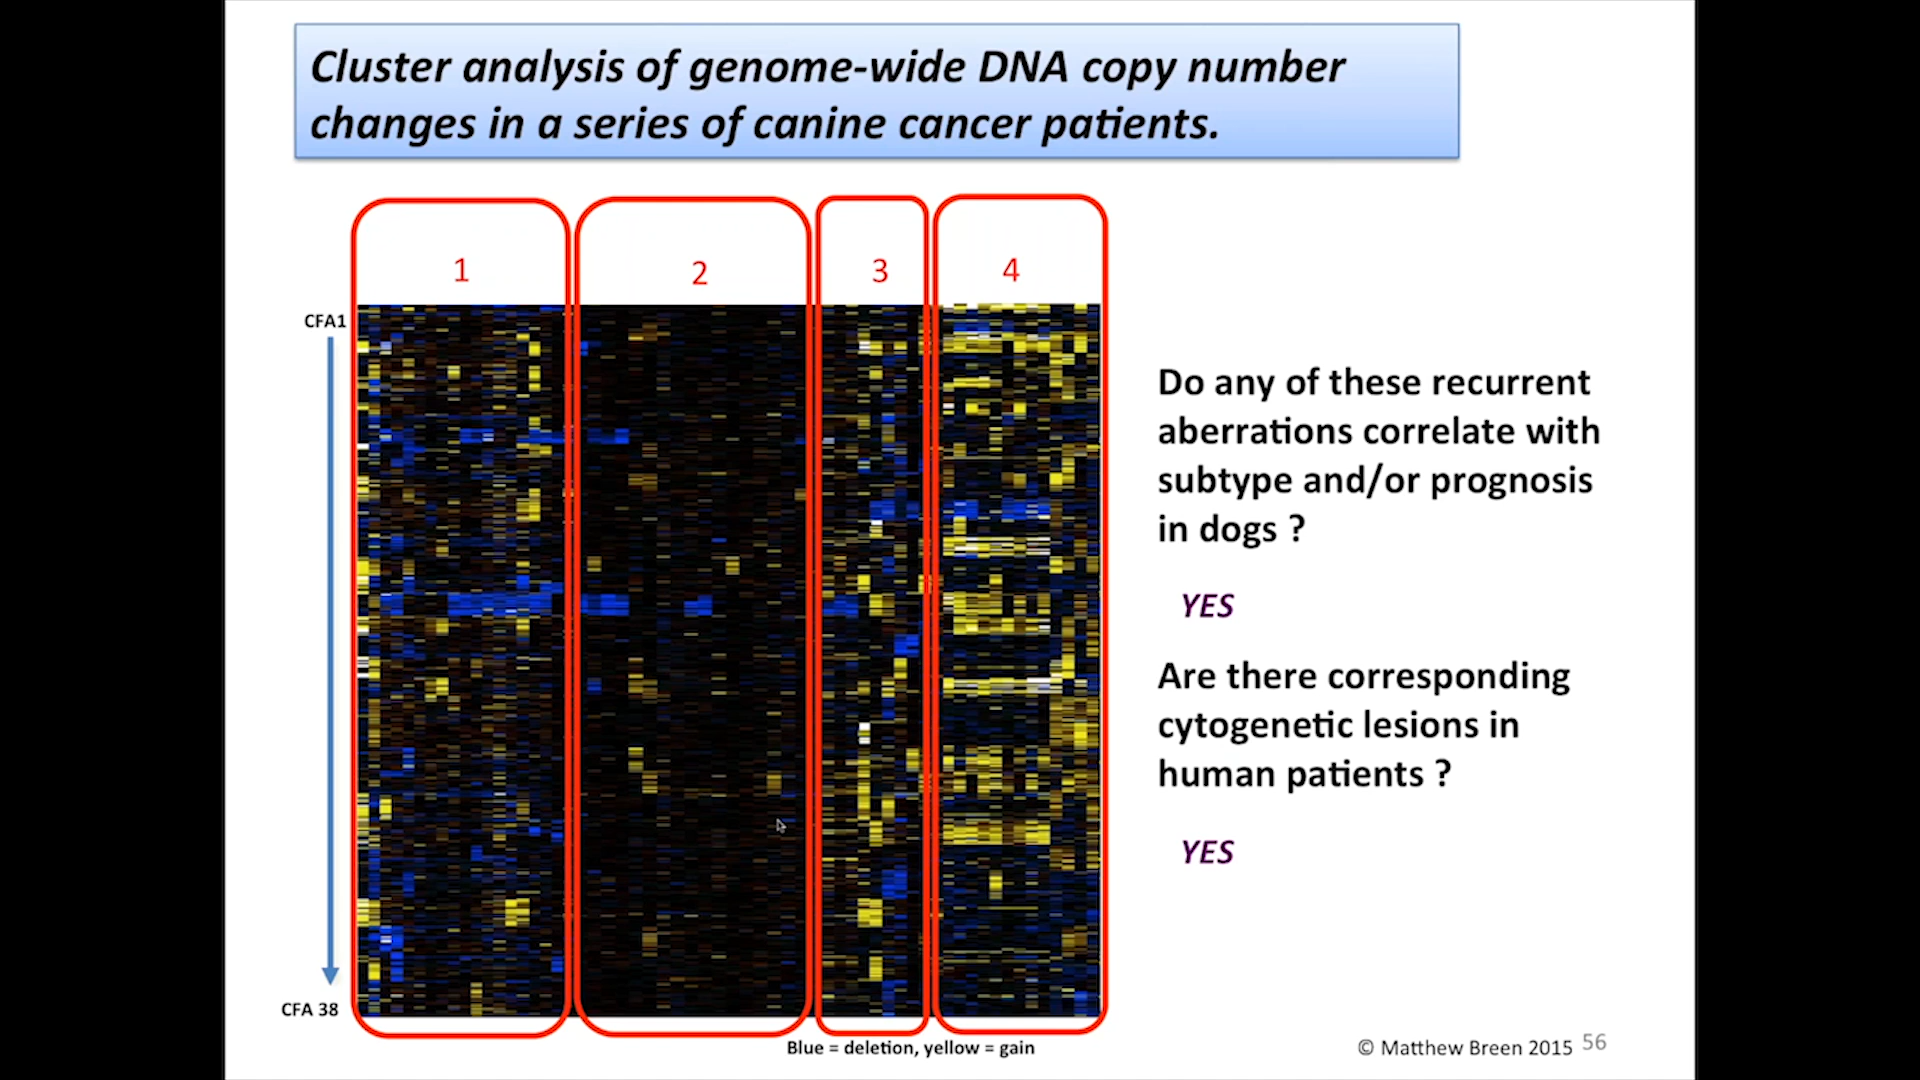 Cluster analysis of genome-wide DNA copy number
changes in a series of canine cancer patients.
1
2
3
4
CFA1
CFA 38
Do any of these recurrent
aberrations correlate with
subtype and/or prognosis
in dogs ?
YES
Are there corresponding
cytogenetic lesions in
human patients ?
YES
Blue = deletion, yellow = gain
© Matthew Breen 2015
56